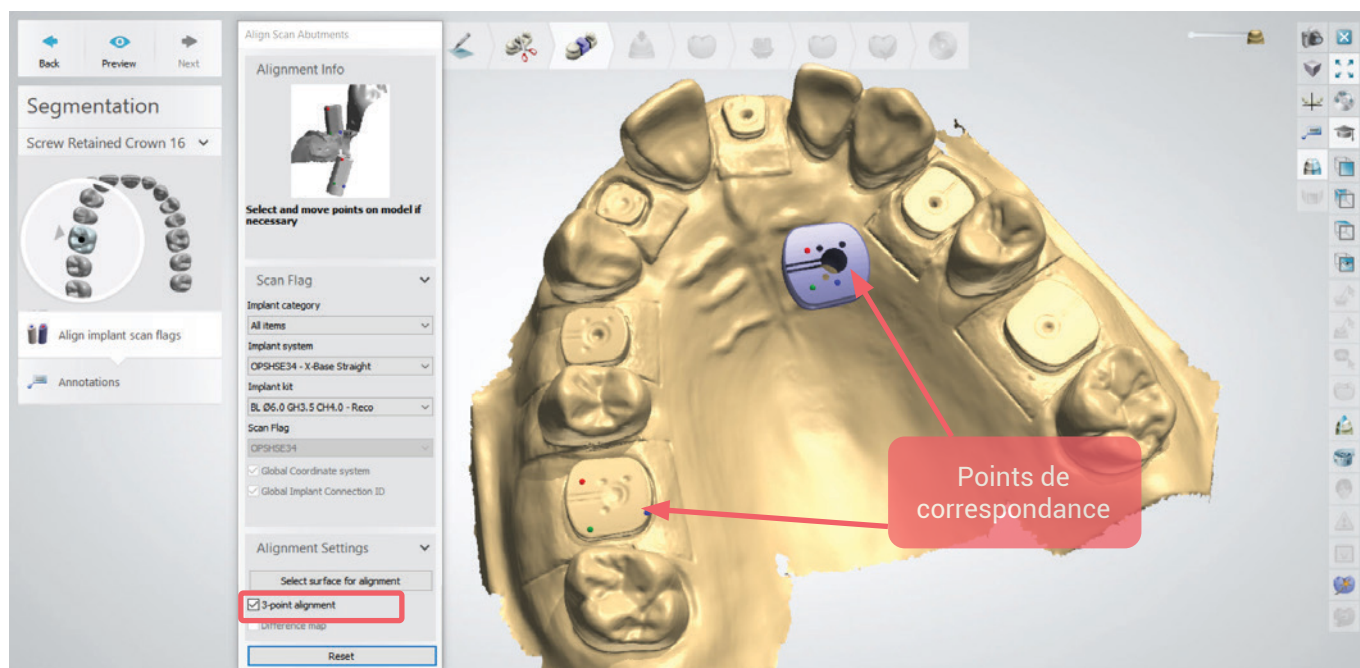 Back
Preview
Next
Segmentation
Screw Retained Crown 16
Align implant scan flags
Annotations
Align Scan Abutments
Alignment Info
Select and move points on model if
necessary
Scan Flag
Implant category
All items
Implant system
OPSHSE34 - X-Base Straight
Implant kit
BL Ø6.0 GH3.5 CH4.0 - Reco
Scan Flag
OPSHSE34
Global Coordinate system
Global Implant Connection ID
Alignment Settings
Select surface for alignment
3-point alignment
Difference map
Reset
Points de
correspondance